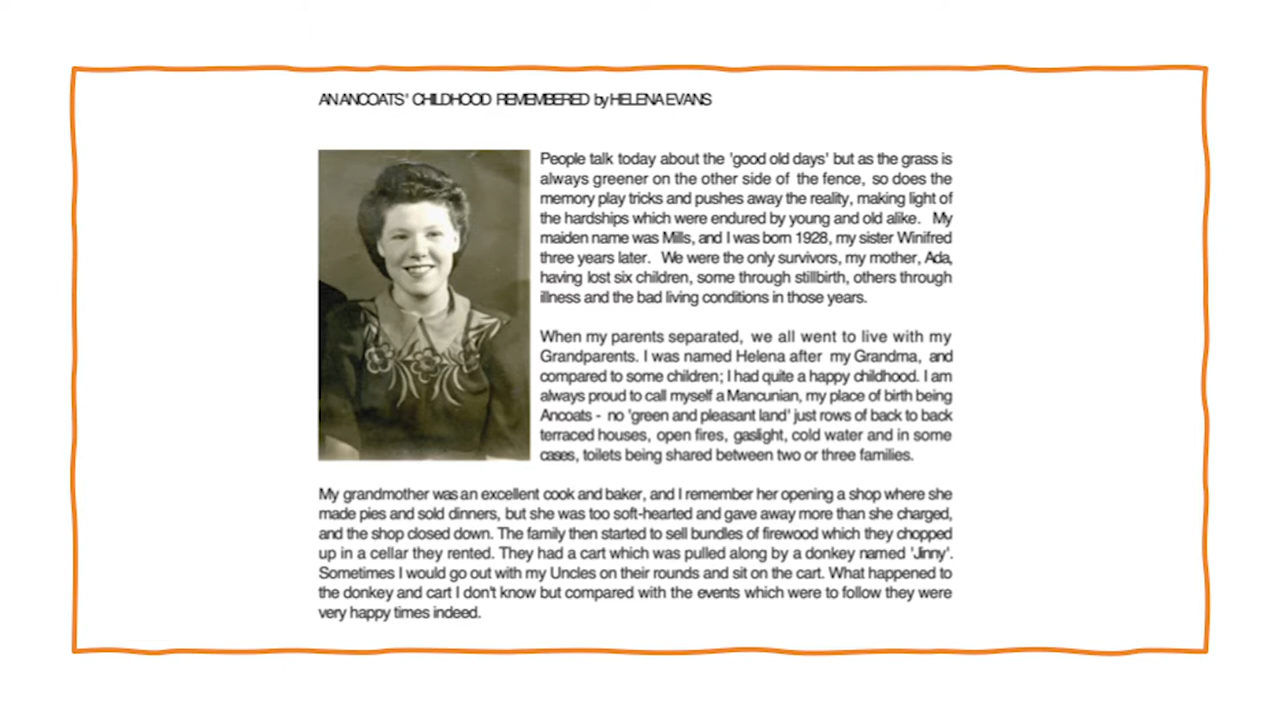 AN ANCOATS' CHILDHOOD REMEMBERED by HELENA EVANS
People talk today about the 'good old days' but as the grass is
always greener on the other side of the fence, so does the
memory play tricks and pushes away the reality, making light of
the hardships which were endured by young and old alike. My
maiden name was Mills, and I was born 1928, my sister Winifred
three years later. We were the only survivors, my mother, Ada,
having lost six children, some through stillbirth, others through
illness and the bad living conditions in those years.
When my parents separated, we all went to live with my
Grandparents. I was named Helena after my Grandma, and
compared to some children; I had quite a happy childhood. I am
always proud to call myself a Mancunian, my place of birth being
Ancoats - no 'green and pleasant land' just rows of back to back
terraced houses, open fires, gaslight, cold water and in some
cases, toilets being shared between two or three families.
My grandmother was an excellent cook and baker, and I remember her opening a shop where she
made pies and sold dinners, but she was too soft-hearted and gave away more than she charged,
and the shop closed down. The family then started to sell bundles of firewood which they chopped
up in a cellar they rented. They had a cart which was pulled along by a donkey named 'Jinny'.
Sometimes I would go out with my Uncles on their rounds and sit on the cart. What happened to
the donkey and cart I don't know but compared with the events which were to follow they were
very happy times indeed.